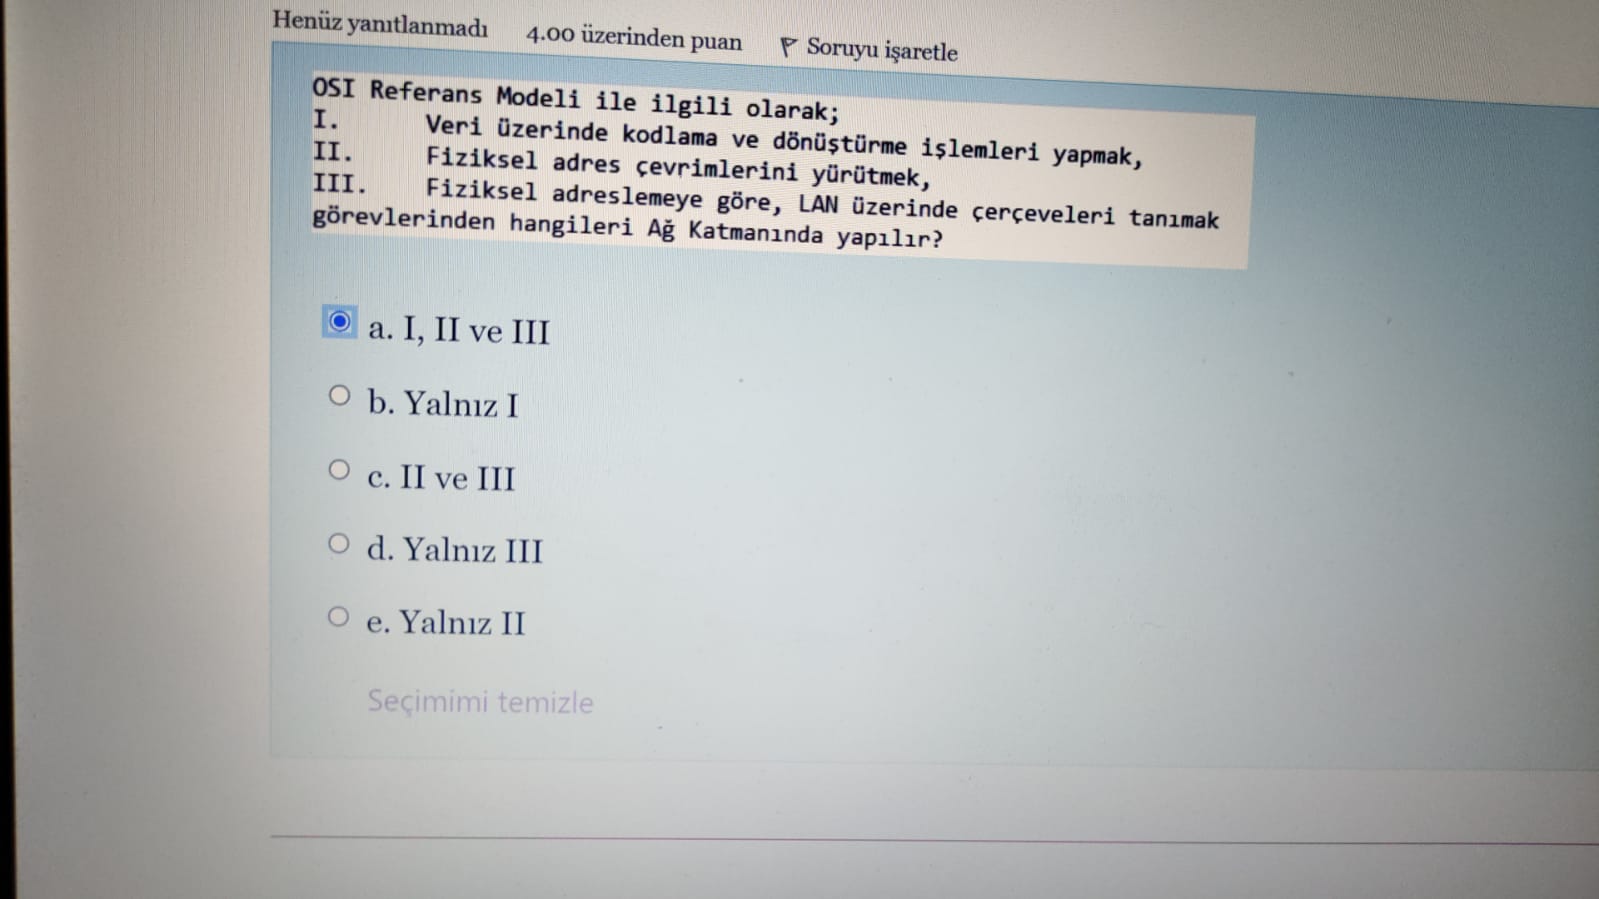 Henüz yanıtlanmadı 4.00 üzerinden puan Soruyu işaretle
OSI Referans Modeli ile ilgili olarak;
I. Veri üzerinde kodlama ve dönüştürme işlemleri yapmak,
II. Fiziksel adres çevrimlerini yürütmek,
III. Fiziksel adreslemeye göre, LAN üzerinde çerçeveleri tanımak
görevlerinden hangileri Ağ Katmanında yapılır?
a. I, II ve III
b. Yalnız I
c. II ve III
d. Yalnız III
e. Yalnız II
Seçimimi temizle